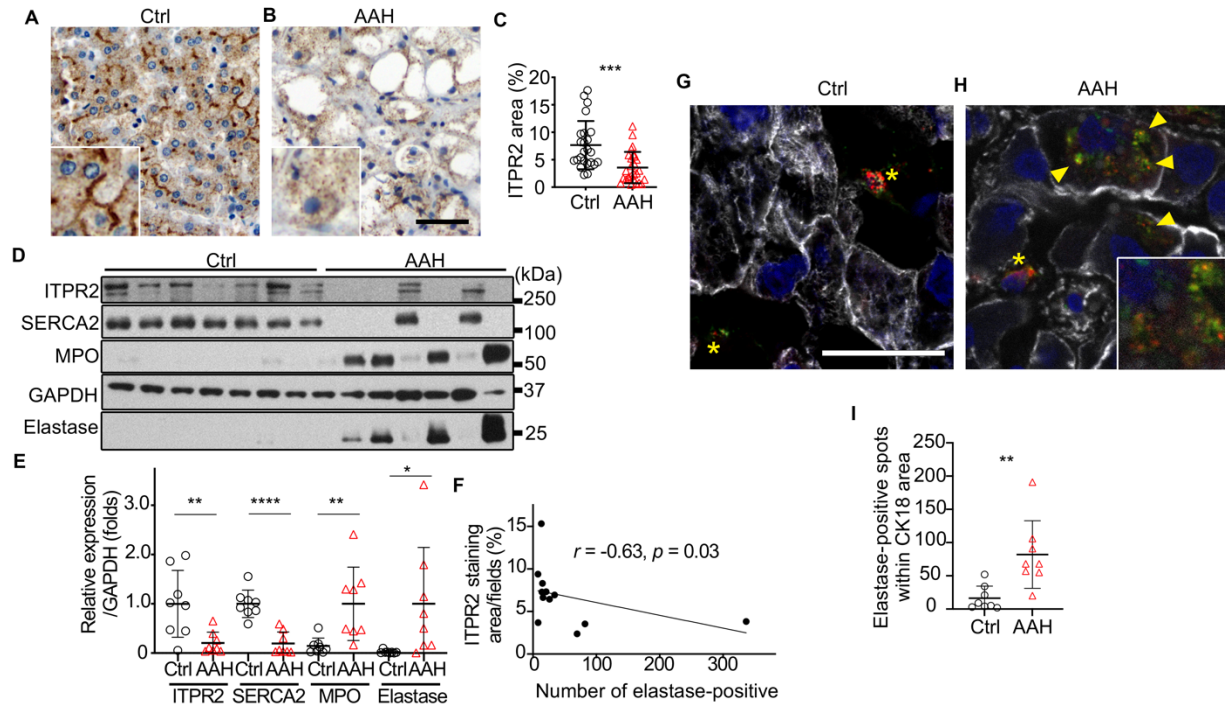 A
Ctrl
B
AAH
C
ITPR2 area (%)
20
15
10
5
0
***
Ctrl
AAH
D
Ctrl
AAH
(kDa)
ITPR2
250
SERCA2
100
MPO
50
GAPDH
37
Elastase
25
E
Relative expression
/GAPDH (folds)
3.0
2.0
1.0
0
**
****
**
*
Ctrl AAH Ctrl AAH Ctrl AAH Ctrl AAH
ITPR2 SERCA2 MPO Elastase
F
ITPR2 staining
area/fields (%)
15
10
5
0
r = -0.63, p = 0.03
0 100 200 300
Number of elastase-positive
G
Ctrl
*
*
H
AAH
*
I
Elastase-positive spots
within CK18 area
250
200
150
100
50
0
**
Ctrl
AAH